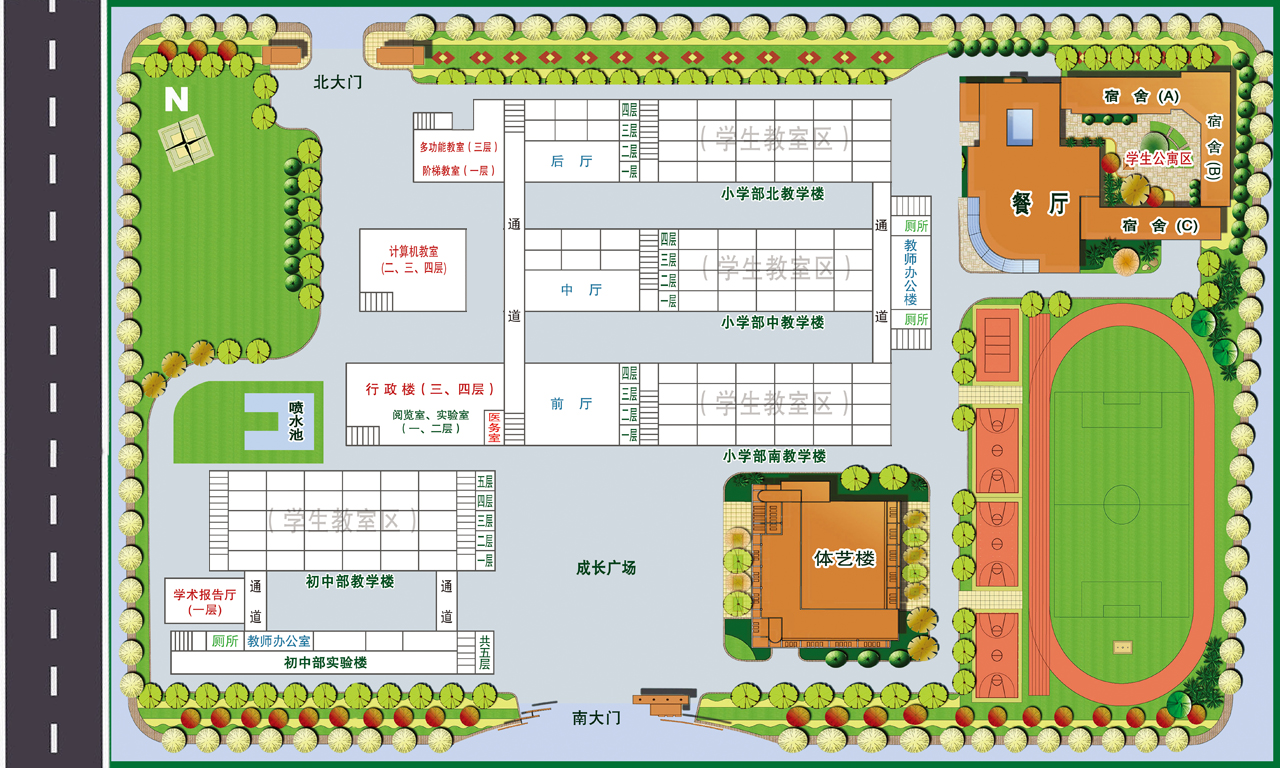 北大门
N
多功能教室(三层)
阶梯教室(一层)
后 厅
四层
三层
二层
一层
(学生教室区)
小学部北教学楼
宿 舍 (A)
宿舍(B)
学生公寓区
餐 厅
宿 舍 (C)
通道
计算机教室
(二、三、四层)
中 厅
四层
三层
二层
一层
(学生教室区)
小学部中教学楼
通道
厕所
教师办公楼
厕所
行政楼(三、四层)
阅览室、实验室
(一、二层)
医务室
前 厅
四层
三层
二层
一层
(学生教室区)
小学部南教学楼
喷水池
(学生教室区)
五层
四层
三层
二层
一层
初中部教学楼
成长广场
体艺楼
学术报告厅
(一层)
通道
通道
厕所
教师办公室
共五层
初中部实验楼
南大门